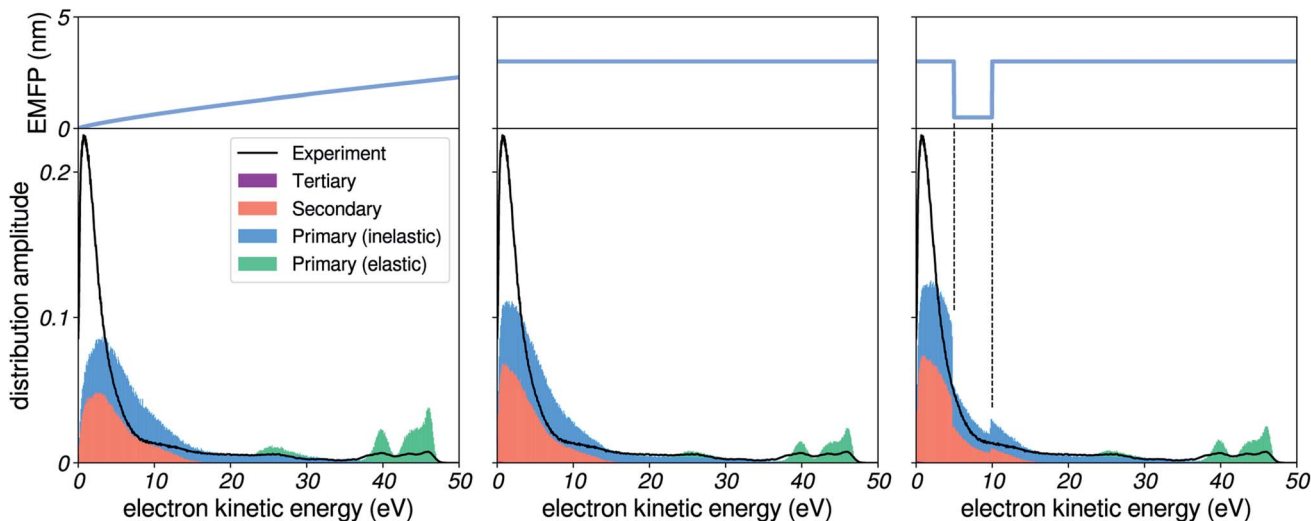 5
EMFP (nm)
0
0.2
Experiment
Tertiary
Secondary
Primary (inelastic)
Primary (elastic)
distribution amplitude
0.1
0
0 10 20 30 40 50
electron kinetic energy (eV)
0 10 20 30 40 50
electron kinetic energy (eV)
0 10 20 30 40 50
electron kinetic energy (eV)